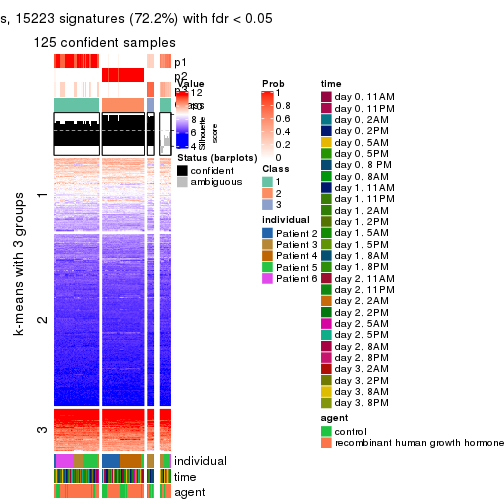 s, 15223 signatures (72.2%) with fdr < 0.05
125 confident samples
p1
p2
p3
Value
12
10
8
6
4
Silhouette
score
Status (barplots)
confident
ambiguous
Prob
1
0.8
0.6
0.4
0.2
0
Class
1
2
3
individual
Patient 2
Patient 3
Patient 4
Patient 5
Patient 6
time
day 0. 11AM
day 0. 11PM
day 0. 2AM
day 0. 2PM
day 0. 5AM
day 0. 5PM
day 0. 8 PM
day 0. 8AM
day 1. 11AM
day 1. 11PM
day 1. 2AM
day 1. 2PM
day 1. 5AM
day 1. 5PM
day 1. 8AM
day 1. 8PM
day 2. 11AM
day 2. 11PM
day 2. 2AM
day 2. 2PM
day 2. 5AM
day 2. 5PM
day 2. 8AM
day 2. 8PM
day 3. 2AM
day 3. 2PM
day 3. 8AM
day 3. 8PM
agent
control
recombinant human growth hormone
k-means with 3 groups
1
2
3
individual
time
agent